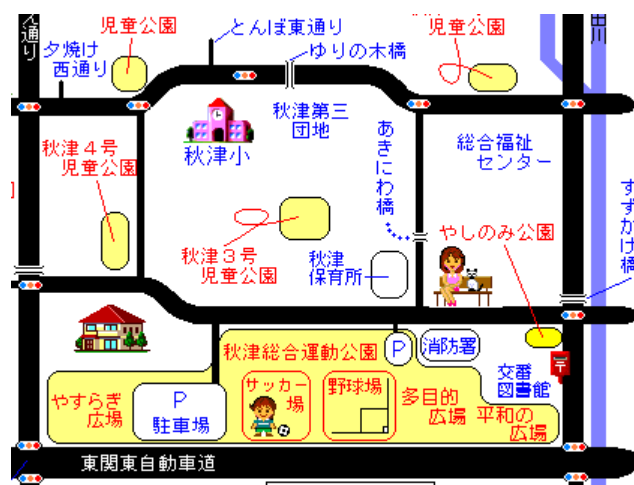 児童公園
とんぼ東通り
児童公園
夕焼け
西通り
ゆりの木橋
秋津第三
団地
あきにわ橋
総合福祉
センター
秋津小
秋津4号
児童公園
すずかけ橋
やしのみ公園
秋津3号
児童公園
秋津
保育所
秋津総合運動公園
P
消防署
交番
図書館
〒
やすらぎ
広場
P
駐車場
サッカー
場
野球場
多目的
広場
平和の
広場
東関東自動車道